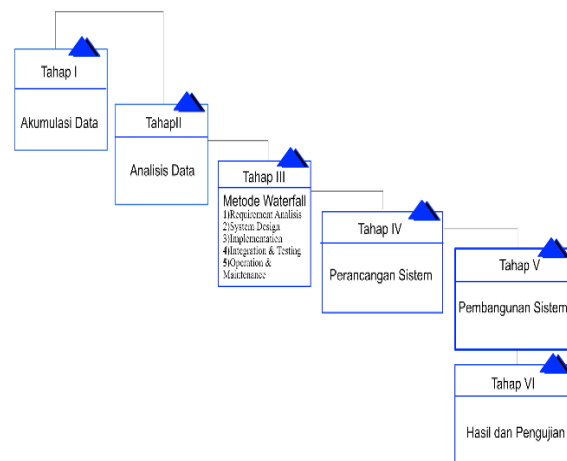 Tahap I
Akumulasi Data
TahapII
Analisis Data
Tahap III
Metode Waterfall
1)Requirement Analisis
2)System Design
3)Implementation
4)Integration & Testing
5)Operation &
Maintenance
Tahap IV
Perancangan Sistem
Tahap V
Pembangunan Sistem
Tahap VI
Hasil dan Pengujian